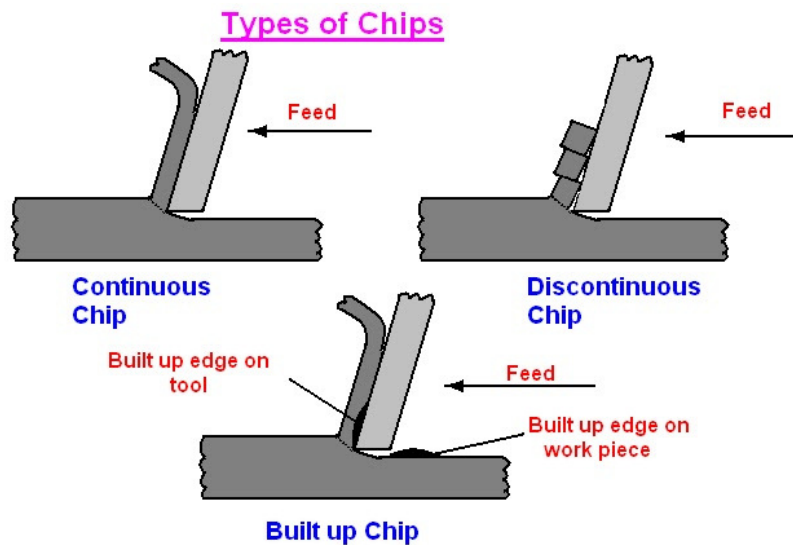 Types of Chips
Feed
Feed
Continuous
Chip
Discontinuous
Chip
Built up edge on
tool
Feed
Built up edge on
work piece
Built up Chip